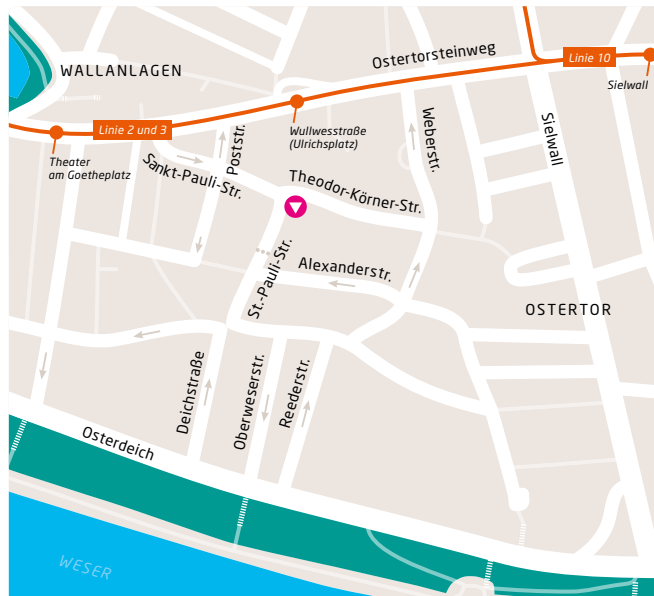 WALLANLAGEN
Ostertorsteinweg
Linie 10
Sielwall
Linie 2 und 3
Wullwesstraße
(Ulrichsplatz)
Theater
am Goetheplatz
Poststr.
Weberstr.
Sielwall
Sankt-Pauli-Str.
Theodor-Körner-Str.
St.-Pauli-Str.
Alexanderstr.
OSTERTOR
Deichstraße
Oberweserstr.
Reederstr.
Osterdeich
WESER